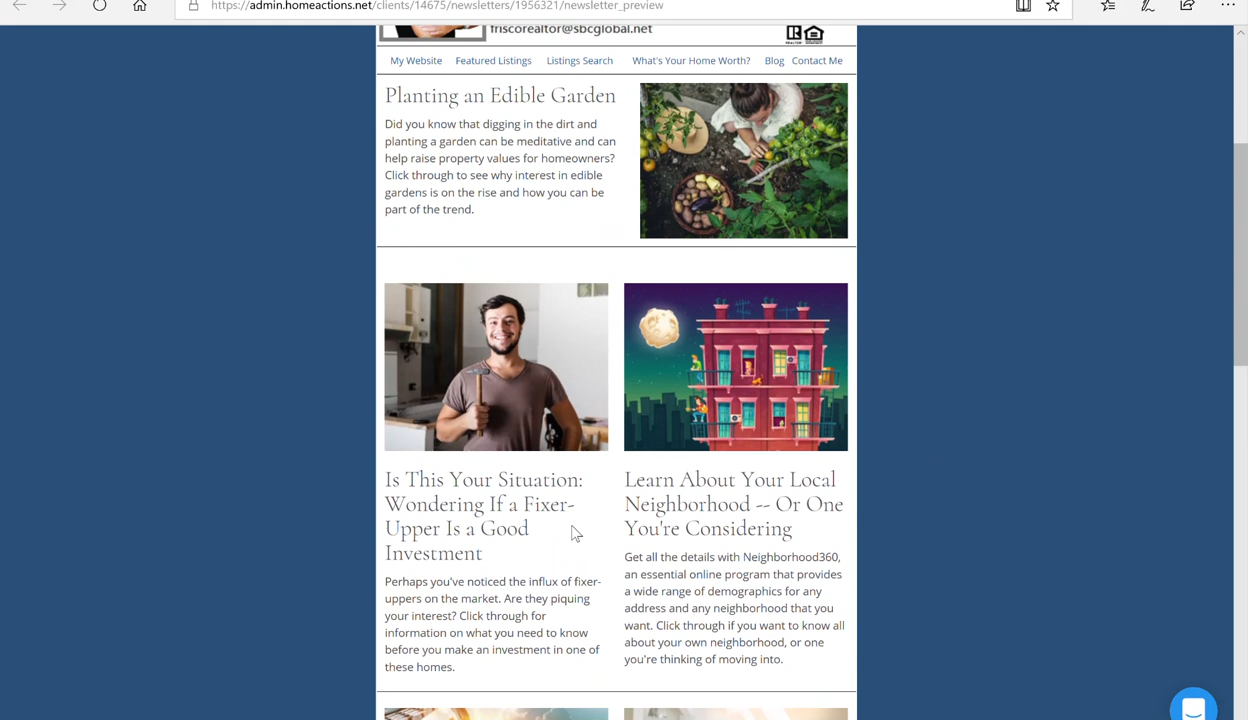 https://admin.homeactions.net/clients/14675/newsletters/1956321/newsletter_preview
friscorealtor@sbcglobal.net
My Website Featured Listings Listings Search What's Your Home Worth? Blog Contact Me
Planting an Edible Garden
Did you know that digging in the dirt and
planting a garden can be meditative and can
help raise property values for homeowners?
Click through to see why interest in edible
gardens is on the rise and how you can be
part of the trend.
Is This Your Situation:
Wondering If a Fixer-
Upper Is a Good
Investment
Perhaps you've noticed the influx of fixer-
uppers on the market. Are they piquing
your interest? Click through for
information on what you need to know
before you make an investment in one of
these homes.
Learn About Your Local
Neighborhood -- Or One
You're Considering
Get all the details with Neighborhood360,
an essential online program that provides
a wide range of demographics for any
address and any neighborhood that you
want. Click through if you want to know all
about your own neighborhood, or one
you're thinking of moving into.